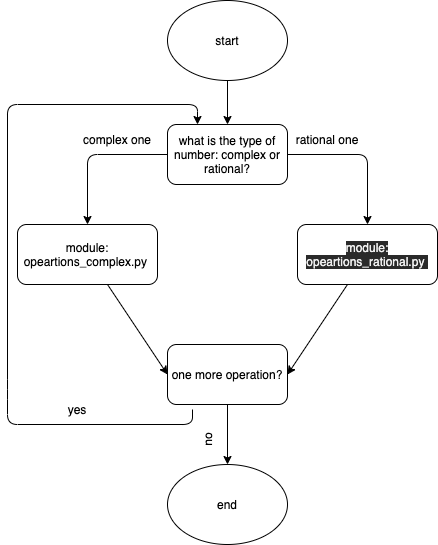 start
complex one
what is the type of
number: complex or
rational?
rational one
module:
opeartions_complex.py
module:
opeartions_rational.py
one more operation?
yes
no
end